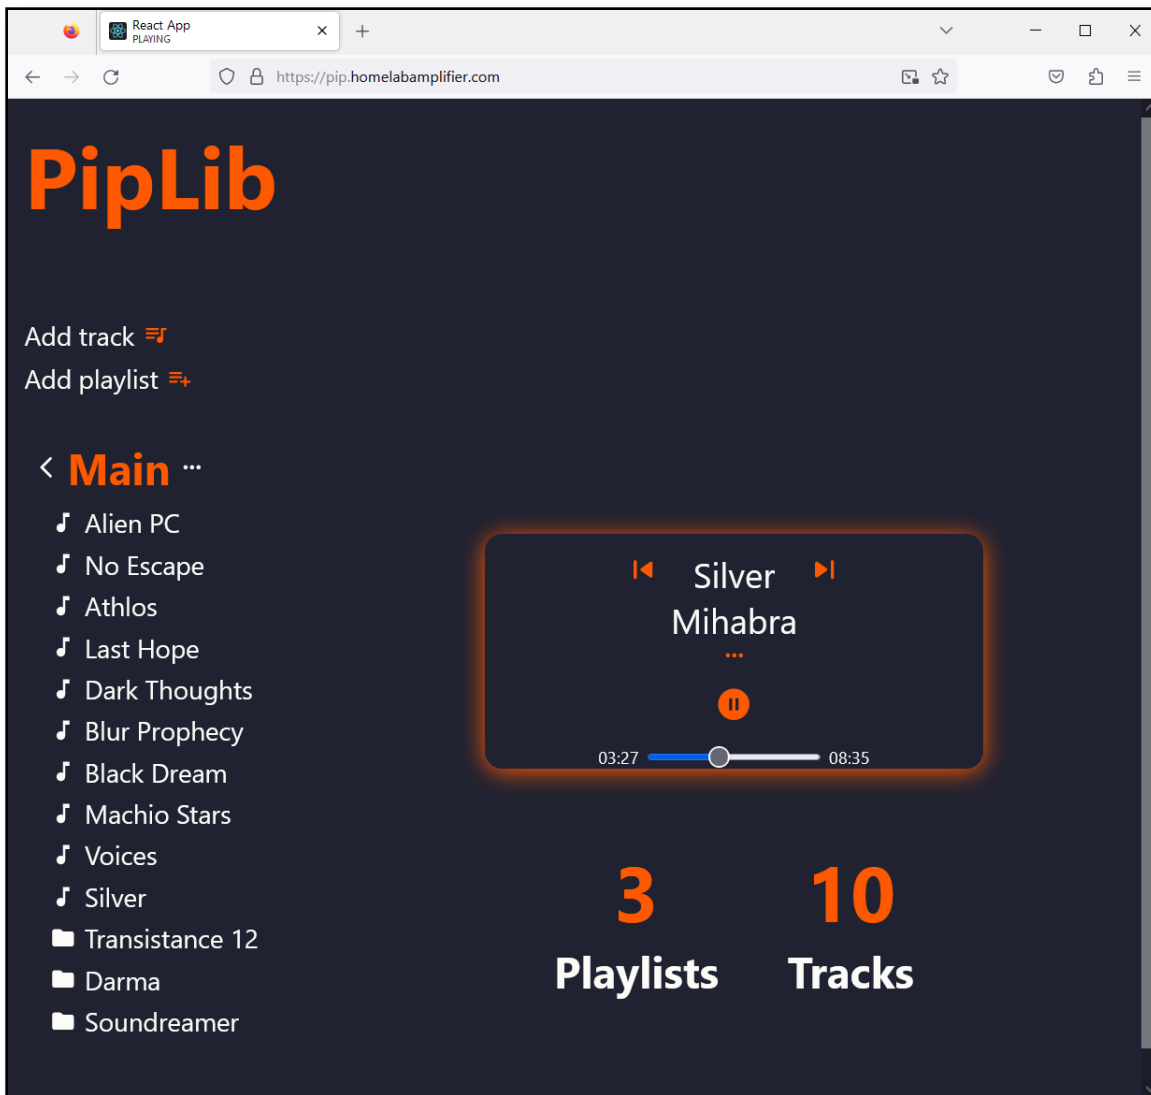 React App
PLAYING
https://pip.homelabamplifier.com
PipLib
Add track
Add playlist
Main ...
Alien PC
No Escape
Athlos
Last Hope
Dark Thoughts
Blur Prophecy
Black Dream
Machio Stars
Voices
Silver
Transistance 12
Darma
Soundreamer
Silver
Mihabra
...
03:27 08:35
3 10
Playlists Tracks